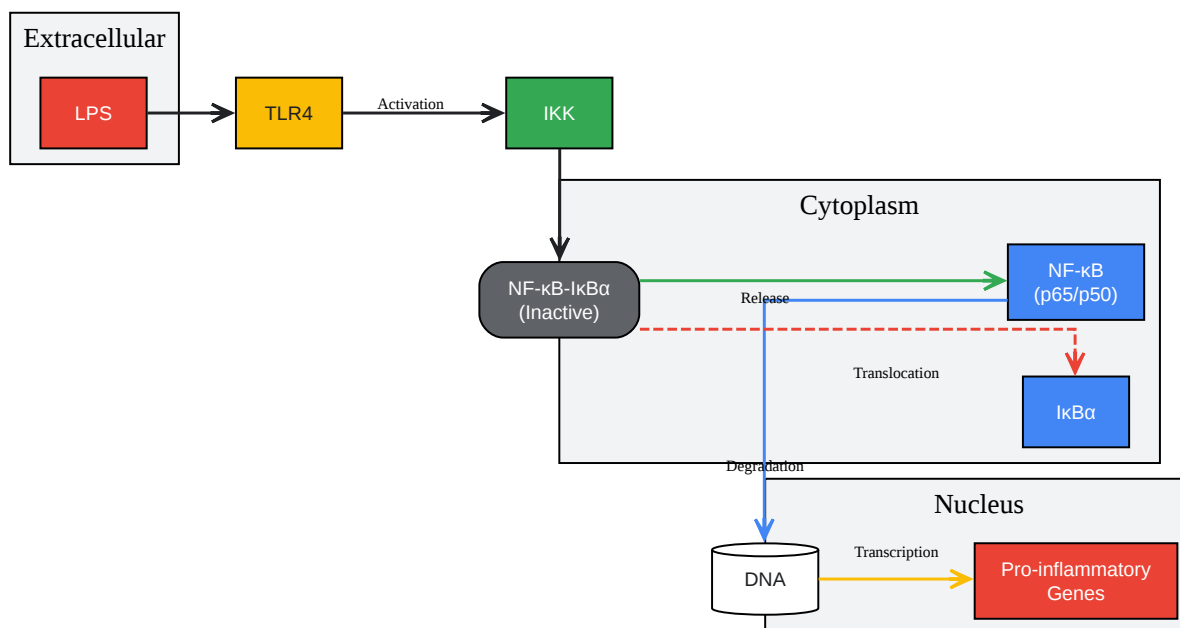 Extracellular
LPS
TLR4
Activation
IKK
Cytoplasm
NF-κB-IκBα
(Inactive)
Release
NF-κB
(p65/p50)
Translocation
IκBα
Degradation
Nucleus
DNA
Transcription
Pro-inflammatory
Genes